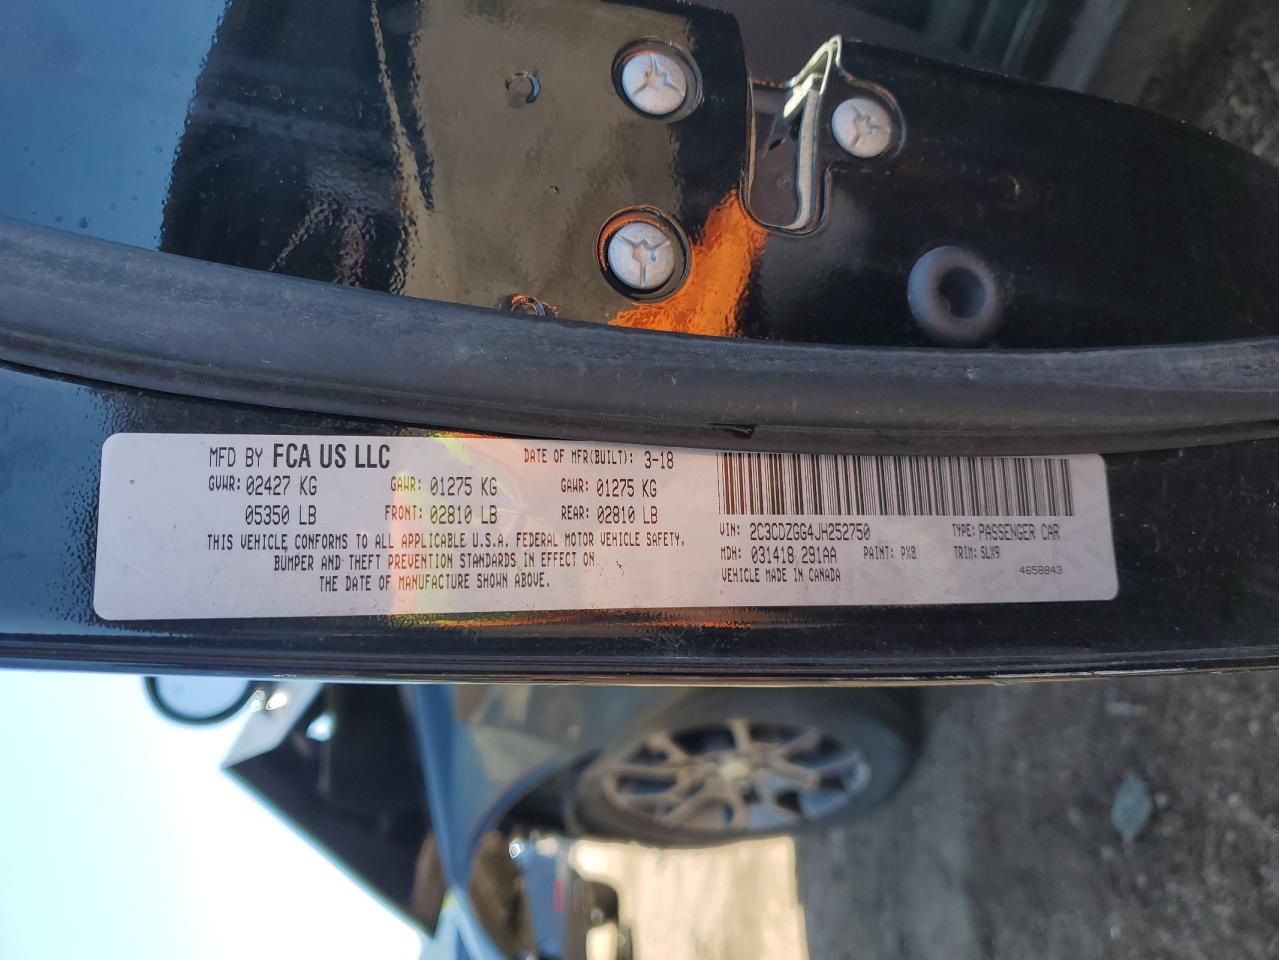 MFD BY FCA US LLC DATE OF MFR(BUILT): 3-18
GVWR: 02427 KG GAWR: 01275 KG GAWR: 01275 KG
05350 LB FRONT: 02810 LB REAR: 02810 LB
THIS VEHICLE CONFORMS TO ALL APPLICABLE U.S.A. FEDERAL MOTOR VEHICLE SAFETY,
BUMPER AND THEFT PREVENTION STANDARDS IN EFFECT ON
THE DATE OF MANUFACTURE SHOWN ABOVE.
VIN: 2C3CDZGG4JH252750 TYPE: PASSENGER CAR
MDH: 031418 291AA PAINT: PX8 TRIM: SLX9
VEHICLE MADE IN CANADA 4658843